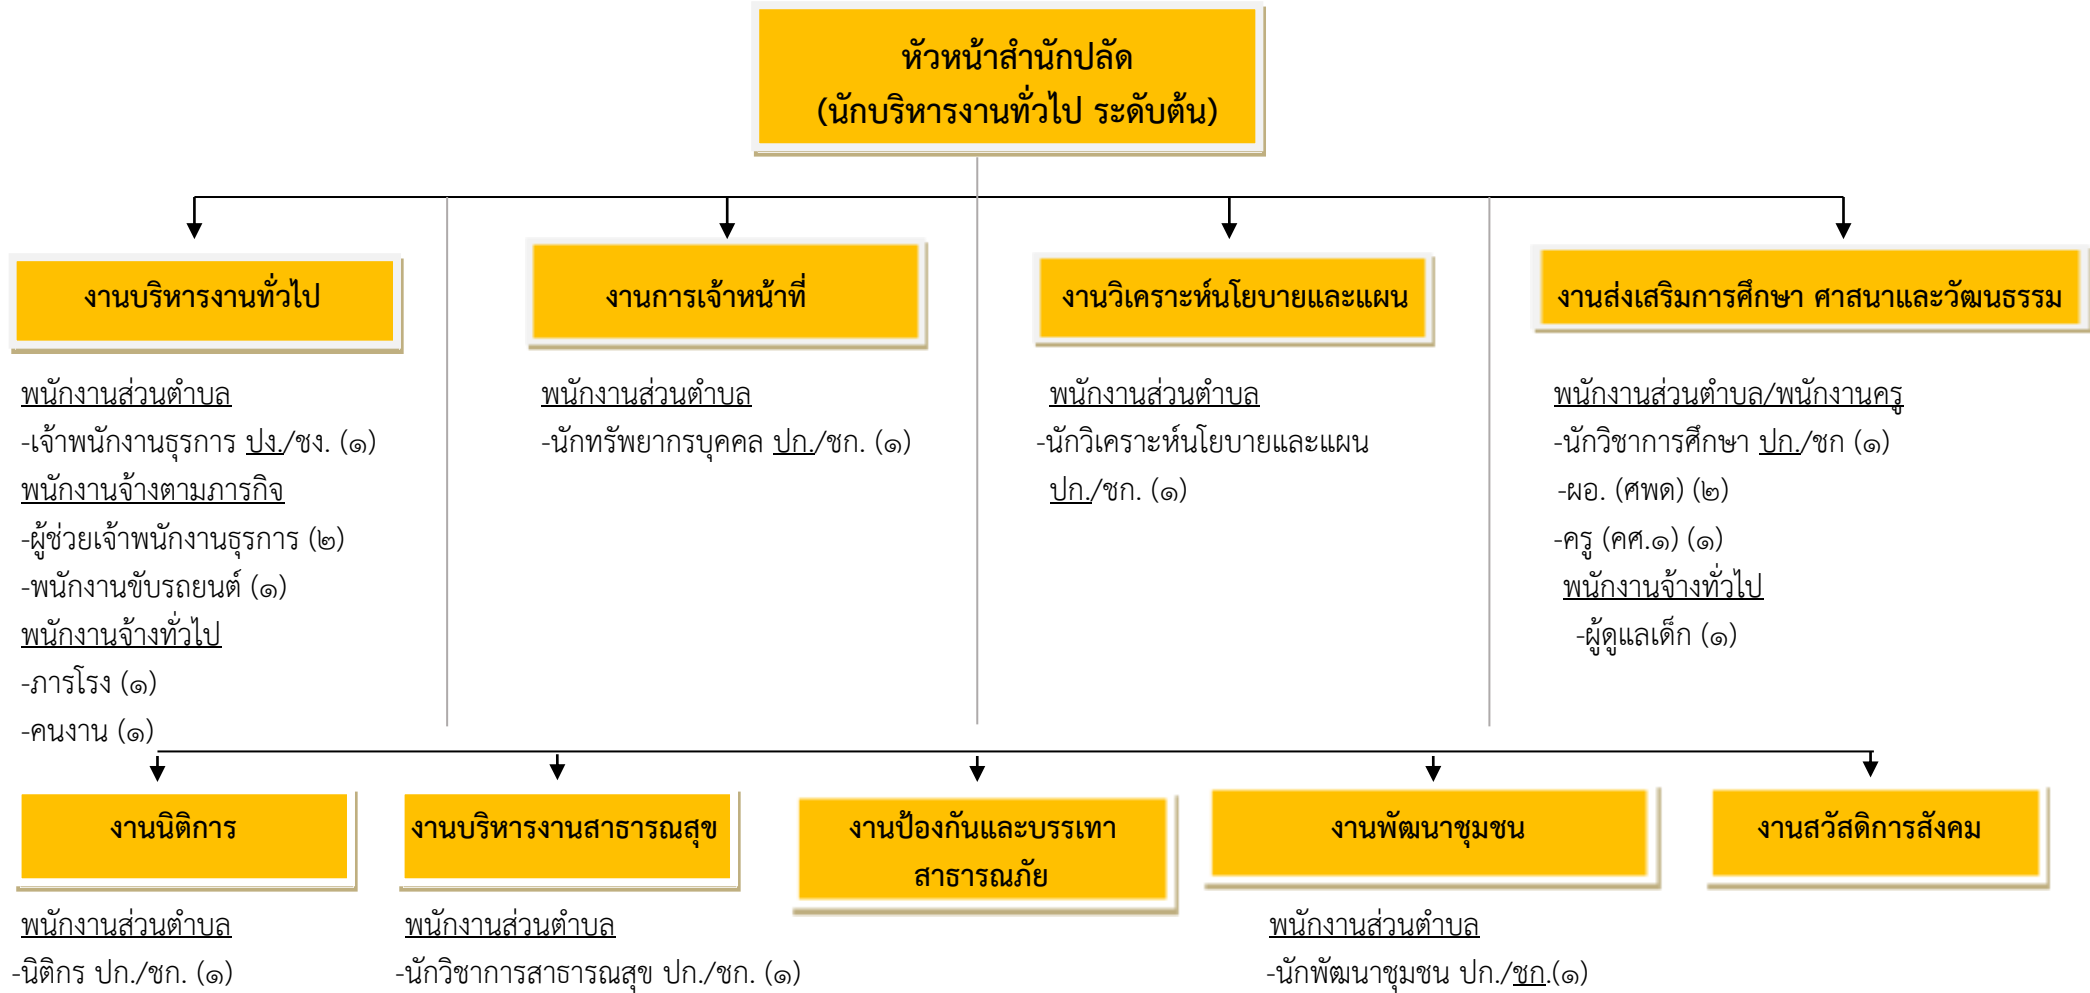 หัวหน้าสำนักปลัด
(นักบริหารงานทั่วไป ระดับต้น)
งานบริหารงานทั่วไป
พนักงานส่วนตำบล
-เจ้าพนักงานธุรการ ปง./ชง. (๑)
พนักงานจ้างตามภารกิจ
-ผู้ช่วยเจ้าพนักงานธุรการ (๒)
-พนักงานขับรถยนต์ (๑)
พนักงานจ้างทั่วไป
-ภารโรง (๑)
-คนงาน (๑)
งานการเจ้าหน้าที่
พนักงานส่วนตำบล
-นักทรัพยากรบุคคล ปก./ชก. (๑)
งานวิเคราะห์นโยบายและแผน
พนักงานส่วนตำบล
-นักวิเคราะห์นโยบายและแผน
ปก./ชก. (๑)
งานส่งเสริมการศึกษา ศาสนาและวัฒนธรรม
พนักงานส่วนตำบล/พนักงานครู
-นักวิชาการศึกษา ปก./ชก (๑)
-ผอ. (ศพด) (๒)
-ครู (คศ.๑) (๑)
พนักงานจ้างทั่วไป
-ผู้ดูแลเด็ก (๑)
งานนิติการ
พนักงานส่วนตำบล
-นิติกร ปก./ชก. (๑)
งานบริหารงานสาธารณสุข
พนักงานส่วนตำบล
-นักวิชาการสาธารณสุข ปก./ชก. (๑)
งานป้องกันและบรรเทา
สาธารณภัย
งานพัฒนาชุมชน
พนักงานส่วนตำบล
-นักพัฒนาชุมชน ปก./ชก.(๑)
งานสวัสดิการสังคม